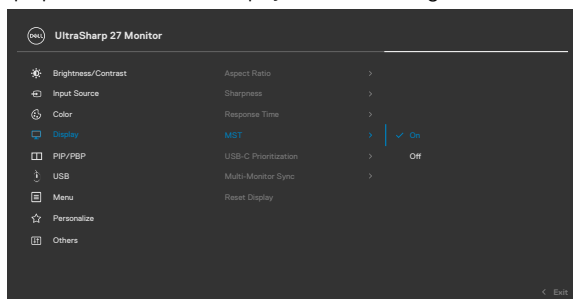 DELL UltraSharp 27 Monitor
Brightness/Contrast
Input Source
Color
Display
PIP/PBP
USB
Menu
Personalize
Others
Aspect Ratio
Sharpness
Response Time
MST
USB-C Prioritization
Multi-Monitor Sync
Reset Display
On
Off
Exit